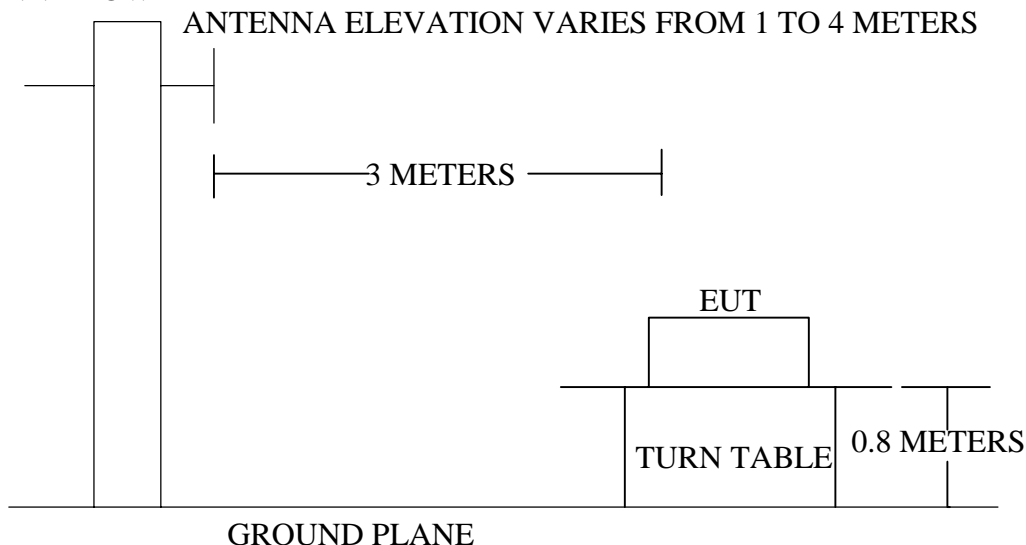 ANTENNA ELEVATION VARIES FROM 1 TO 4 METERS
3 METERS
EUT
0.8 METERS
TURN TABLE
GROUND PLANE